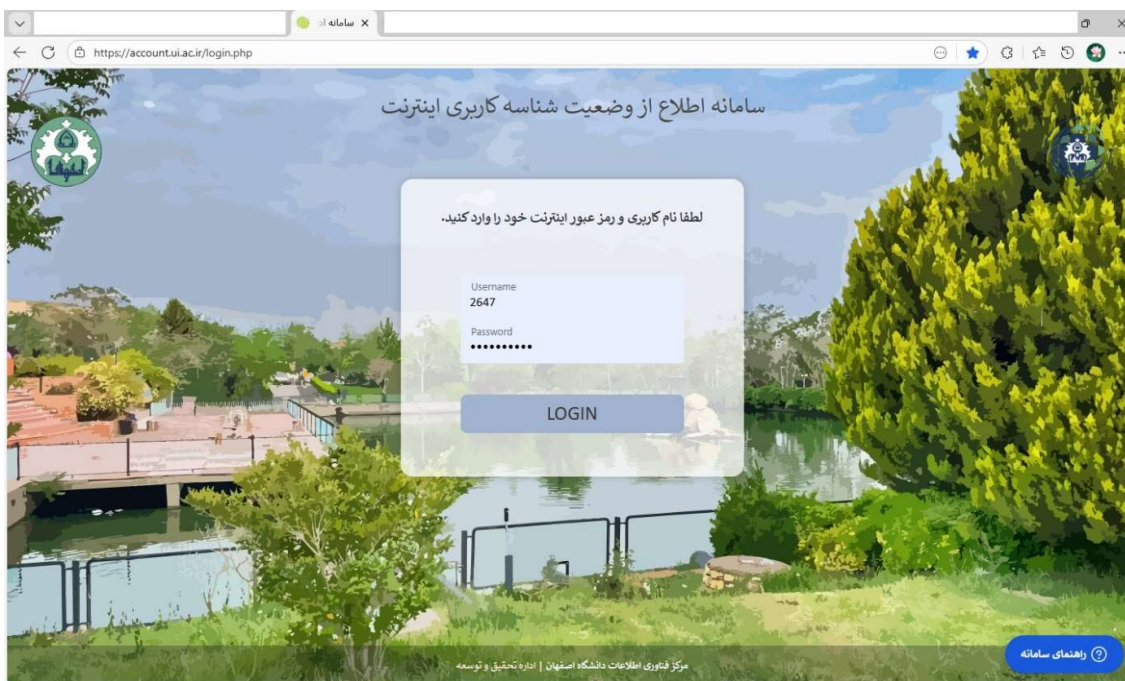 سامانه
https://account.ui.ac.ir/login.php
سامانه اطلاع از وضعیت شناسه کاربری اینترنت
لطفا نام کاربری و رمز عبور اینترنت خود را وارد کنید.
Username
2647
Password
••••••••••
LOGIN
راهنمای سامانه
مرکز فناوری اطلاعات دانشگاه اصفهان | اداره تحقیق و توسعه